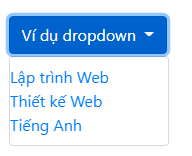 Ví dụ dropdown
Lập trình Web
Thiết kế Web
Tiếng Anh